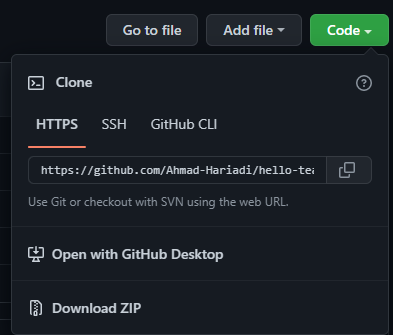 Go to file
Add file
Code
Clone
HTTPS
SSH
GitHub CLI
https://github.com/Ahmad-Hariadi/hello-tea
Use Git or checkout with SVN using the web URL.
Open with GitHub Desktop
Download ZIP